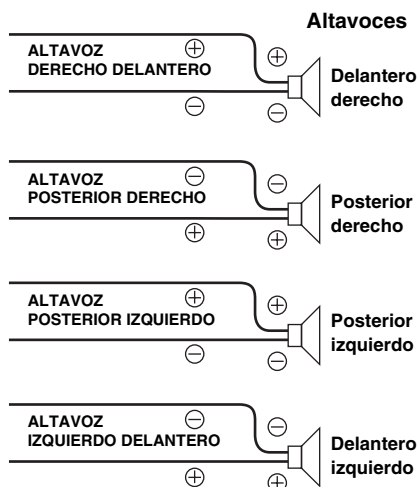 Altavoces
ALTAVOZ
DERECHO DELANTERO
⊕
⊕
⊖
⊖
Delantero
derecho
ALTAVOZ
POSTERIOR DERECHO
⊖
⊖
⊕
⊕
Posterior
derecho
ALTAVOZ
POSTERIOR IZQUIERDO
⊕
⊕
⊖
⊖
Posterior
izquierdo
ALTAVOZ
IZQUIERDO DELANTERO
⊖
⊖
⊕
⊕
Delantero
izquierdo